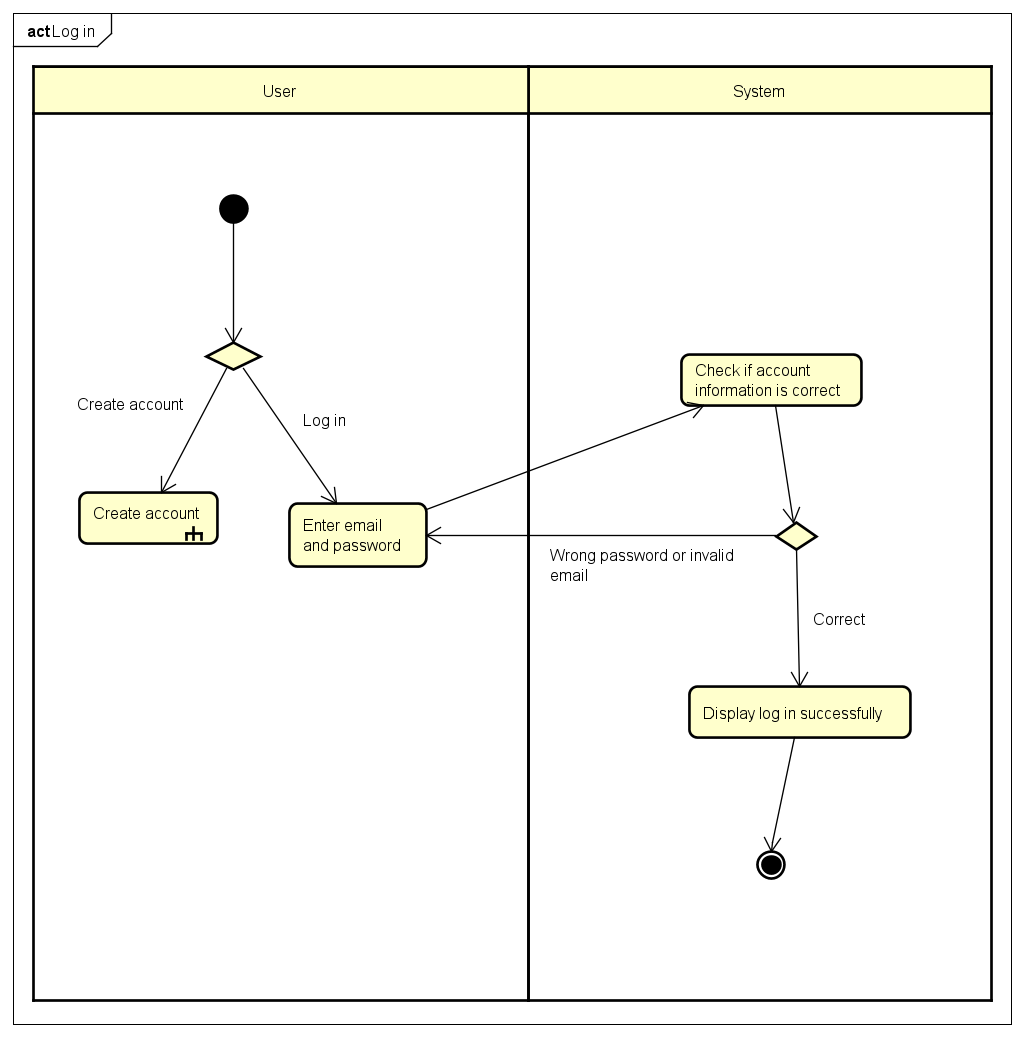 act Log in
User
System
Check if account
information is correct
Create account
Log in
Create account
Enter email
and password
Wrong password or invalid
email
Correct
Display log in successfully